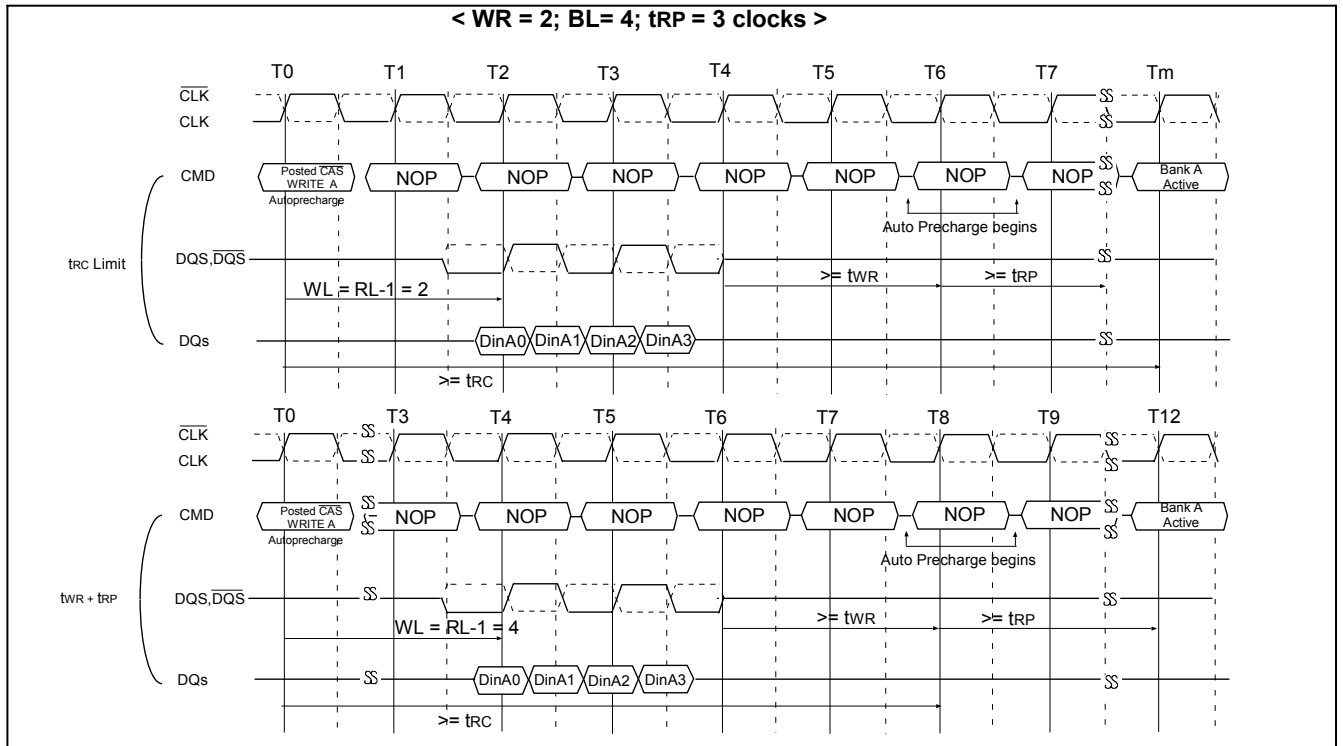 < WR = 2; BL= 4; tRP = 3 clocks >
T0 T1 T2 T3 T4 T5 T6 T7 Tm
CLK
CLK
CMD Posted CAS WRITE A Autoprecharge NOP NOP NOP NOP NOP NOP NOP Bank A Active
Auto Precharge begins
tRC Limit
DQS,DQS
>= tWR >= tRP
WL = RL-1 = 2
DQs DinA0 DinA1 DinA2 DinA3
>= tRC
T0 T3 T4 T5 T6 T7 T8 T9 T12
CLK
CLK
CMD Posted CAS WRITE A Autoprecharge NOP NOP NOP NOP NOP NOP NOP Bank A Active
Auto Precharge begins
tWR + tRP
DQS,DQS
>= tWR >= tRP
WL = RL-1 = 4
DQs DinA0 DinA1 DinA2 DinA3
>= tRC